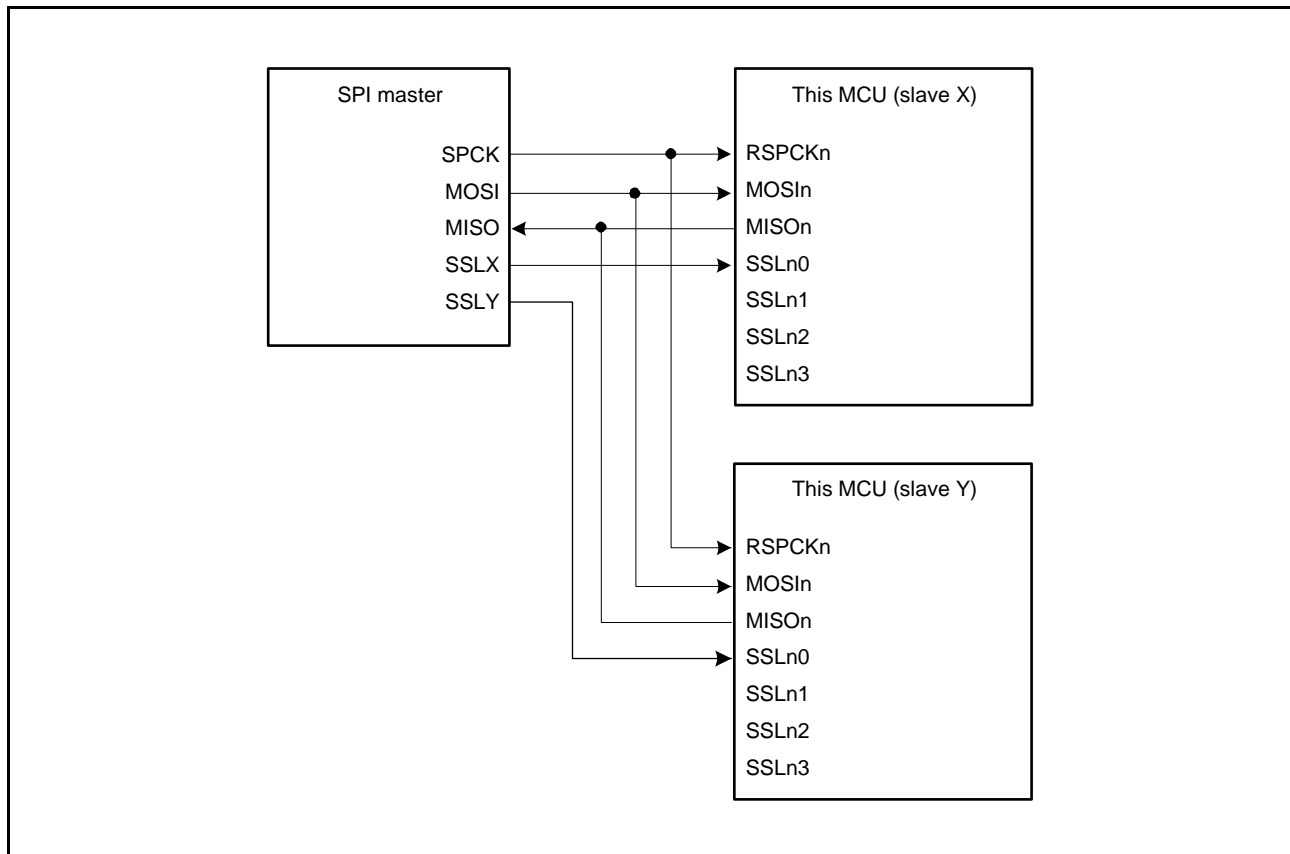 SPI master
SPCK
MOSI
MISO
SSLX
SSLY
This MCU (slave X)
RSPCKn
MOSIn
MISOn
SSLn0
SSLn1
SSLn2
SSLn3
This MCU (slave Y)
RSPCKn
MOSIn
MISOn
SSLn0
SSLn1
SSLn2
SSLn3